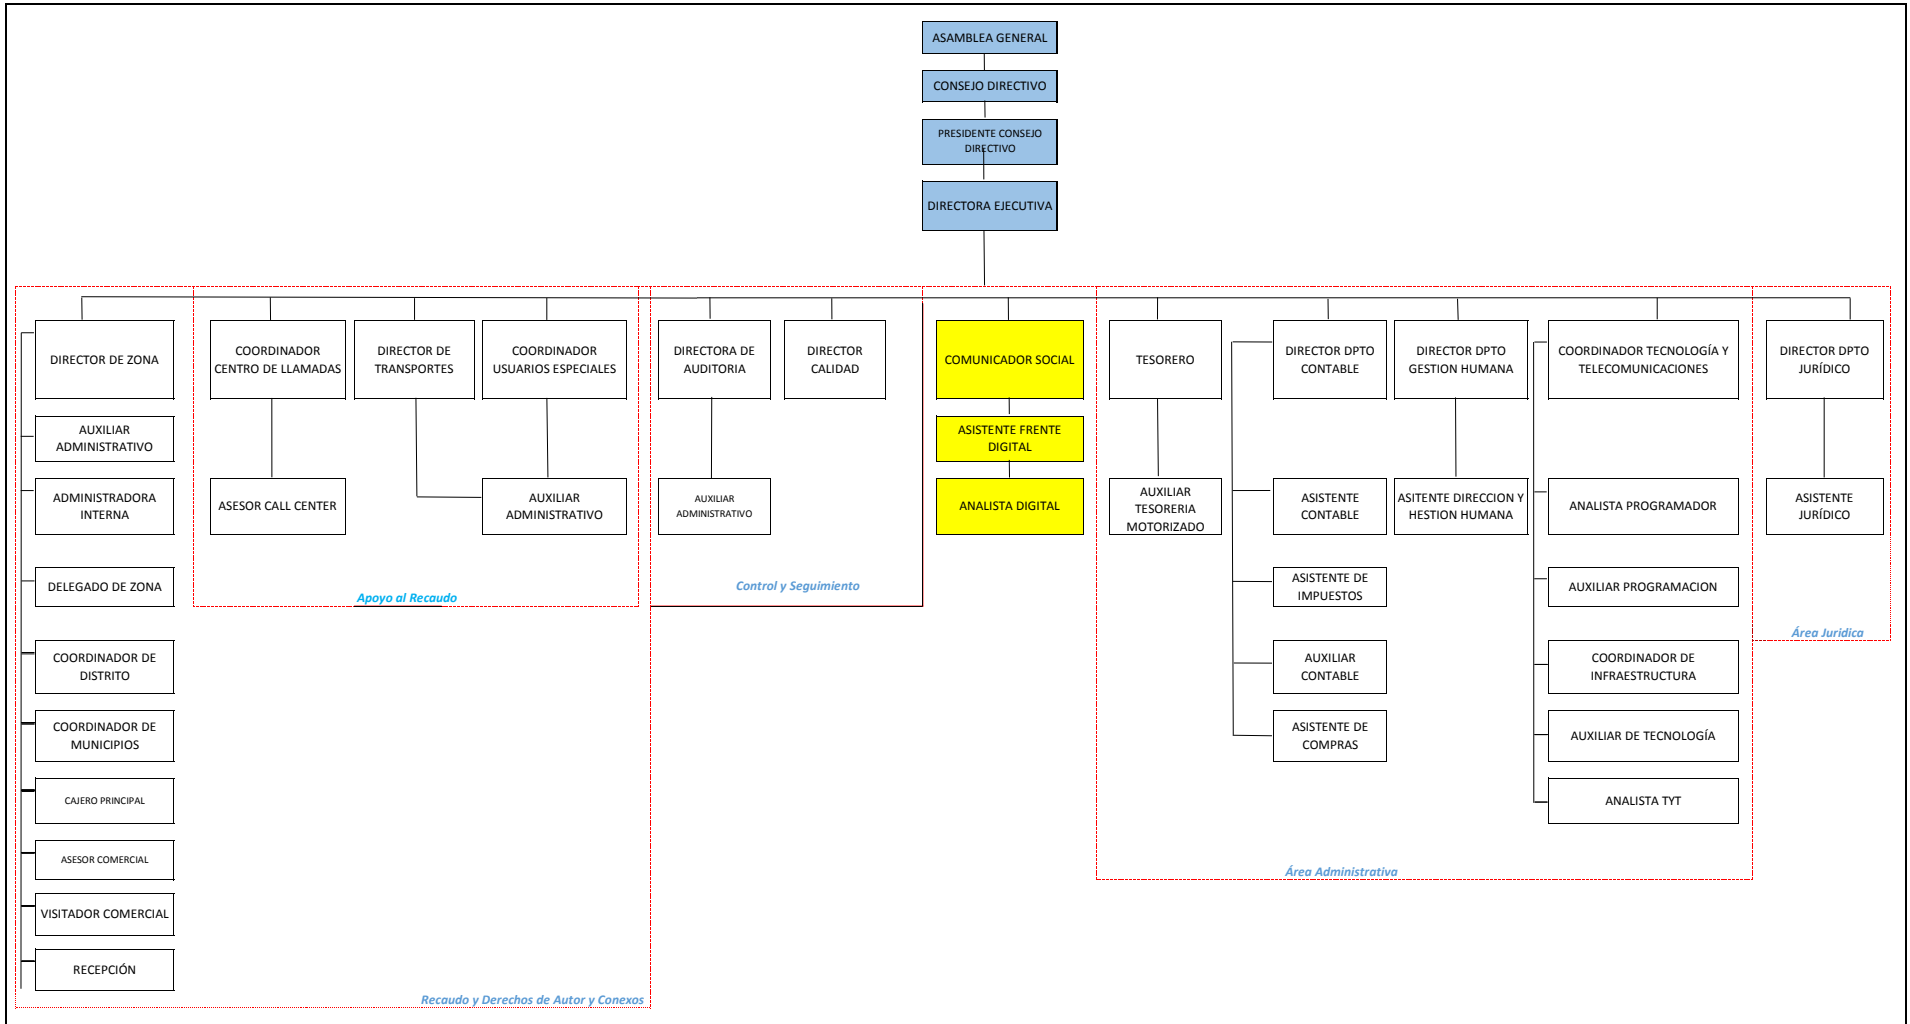 ASAMBLEA GENERAL
CONSEJO DIRECTIVO
PRESIDENTE CONSEJO
DIRECTIVO
DIRECTORA EJECUTIVA
DIRECTOR DE ZONA
COORDINADOR
CENTRO DE LLAMADAS
DIRECTOR DE
TRANSPORTES
COORDINADOR
USUARIOS ESPECIALES
DIRECTORA DE
AUDITORIA
DIRECTOR
CALIDAD
COMUNICADOR SOCIAL
TESORERO
DIRECTOR DPTO
CONTABLE
DIRECTOR DPTO
GESTION HUMANA
COORDINADOR TECNOLOGÍA Y
TELECOMUNICACIONES
DIRECTOR DPTO
JURÍDICO
AUXILIAR
ADMINISTRATIVO
ASISTENTE FRENTE
DIGITAL
ADMINISTRADORA
INTERNA
ASESOR CALL CENTER
AUXILIAR
ADMINISTRATIVO
AUXILIAR
ADMINISTRATIVO
ANALISTA DIGITAL
AUXILIAR
TESORERIA
MOTORIZADO
ASISTENTE
CONTABLE
ASITENTE DIRECCION Y
HESTION HUMANA
ANALISTA PROGRAMADOR
ASISTENTE
JURÍDICO
DELEGADO DE ZONA
Apoyo al Recaudo
Control y Seguimiento
ASISTENTE DE
IMPUESTOS
AUXILIAR PROGRAMACION
Área Juridica
COORDINADOR DE
DISTRITO
AUXILIAR
CONTABLE
COORDINADOR DE
INFRAESTRUCTURA
COORDINADOR DE
MUNICIPIOS
ASISTENTE DE
COMPRAS
AUXILIAR DE TECNOLOGÍA
CAJERO PRINCIPAL
ANALISTA TYT
ASESOR COMERCIAL
Área Administrativa
VISITADOR COMERCIAL
RECEPCIÓN
Recaudo y Derechos de Autor y Conexos